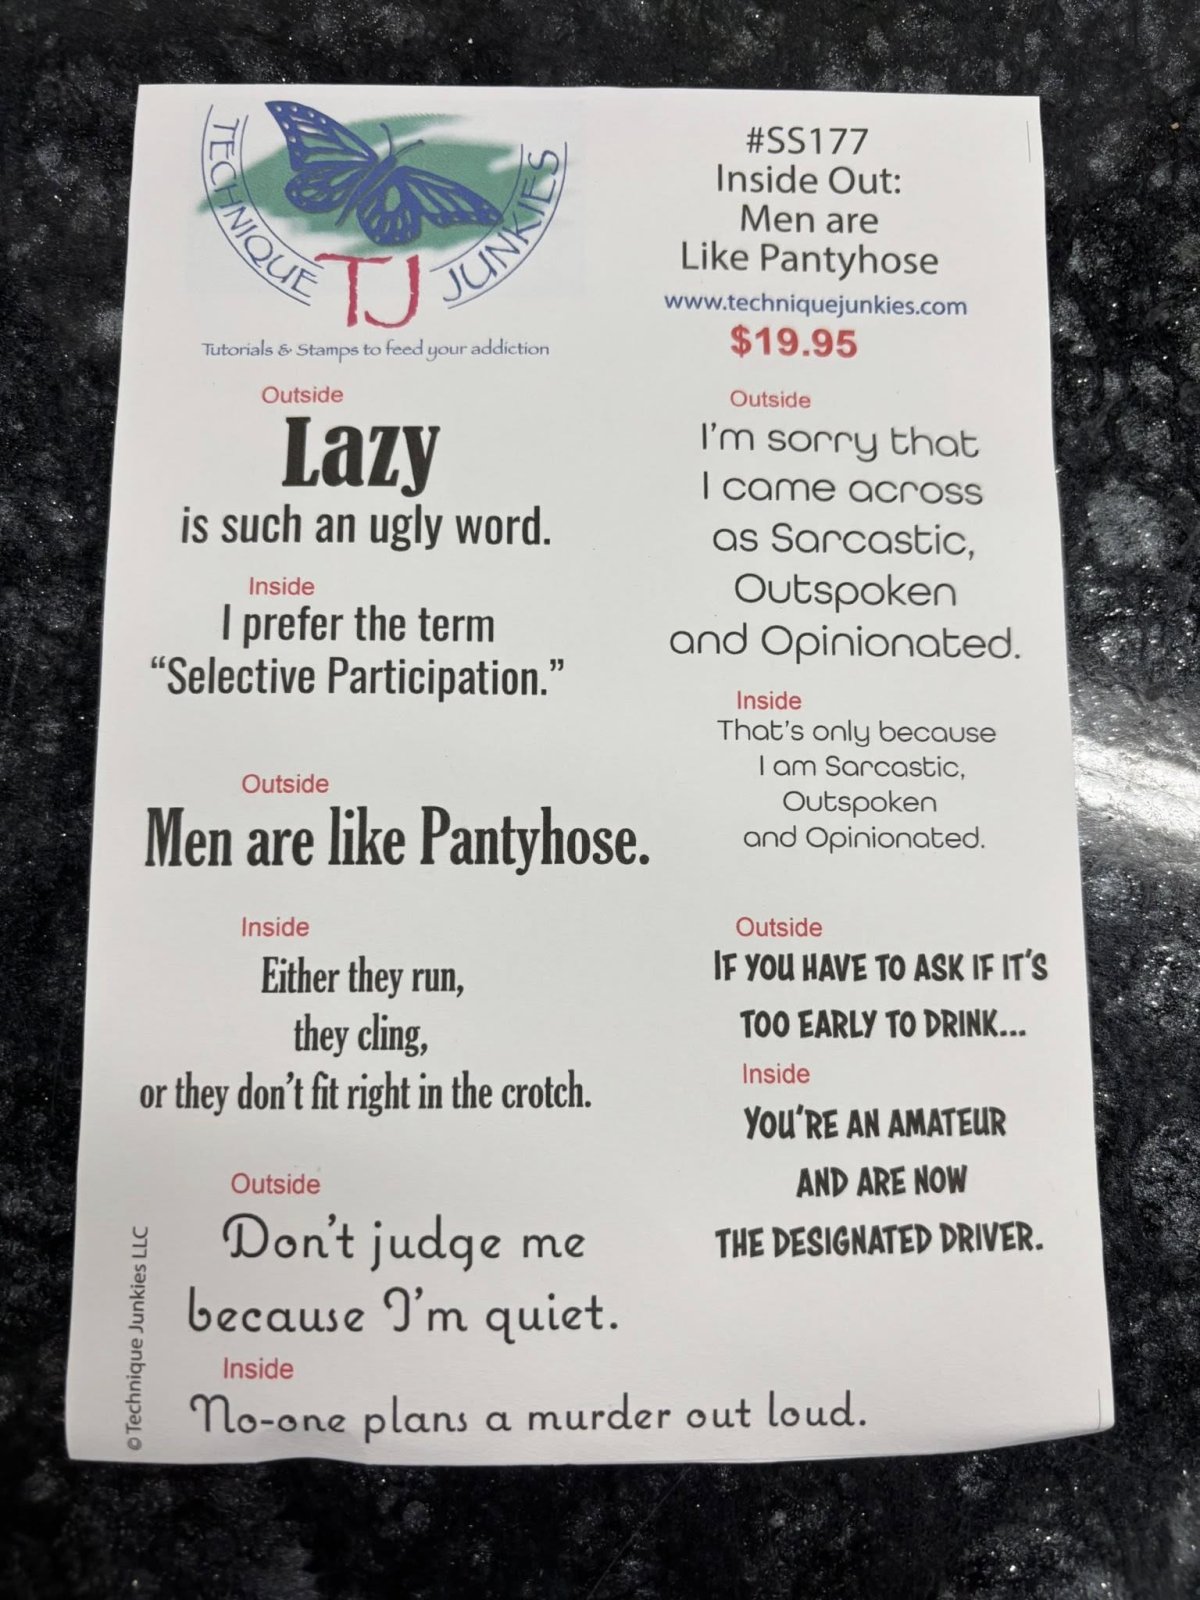 TECHNIQUE JUNKIES
TJ
Tutorials & Stamps to feed your addiction
#SS177
Inside Out:
Men are
Like Pantyhose
www.techniquejunkies.com
$19.95
Outside
Lazy
is such an ugly word.
Inside
I prefer the term
“Selective Participation.”
Outside
Men are like Pantyhose.
Inside
Either they run,
they cling,
or they don’t fit right in the crotch.
Outside
Don’t judge me
because I’m quiet.
Inside
No-one plans a murder out loud.
©Technique Junkies LLC
Outside
I’m sorry that
I came across
as Sarcastic,
Outspoken
and Opinionated.
Inside
That’s only because
I am Sarcastic,
Outspoken
and Opinionated.
Outside
IF YOU HAVE TO ASK IF IT’S
TOO EARLY TO DRINK...
Inside
YOU’RE AN AMATEUR
AND ARE NOW
THE DESIGNATED DRIVER.